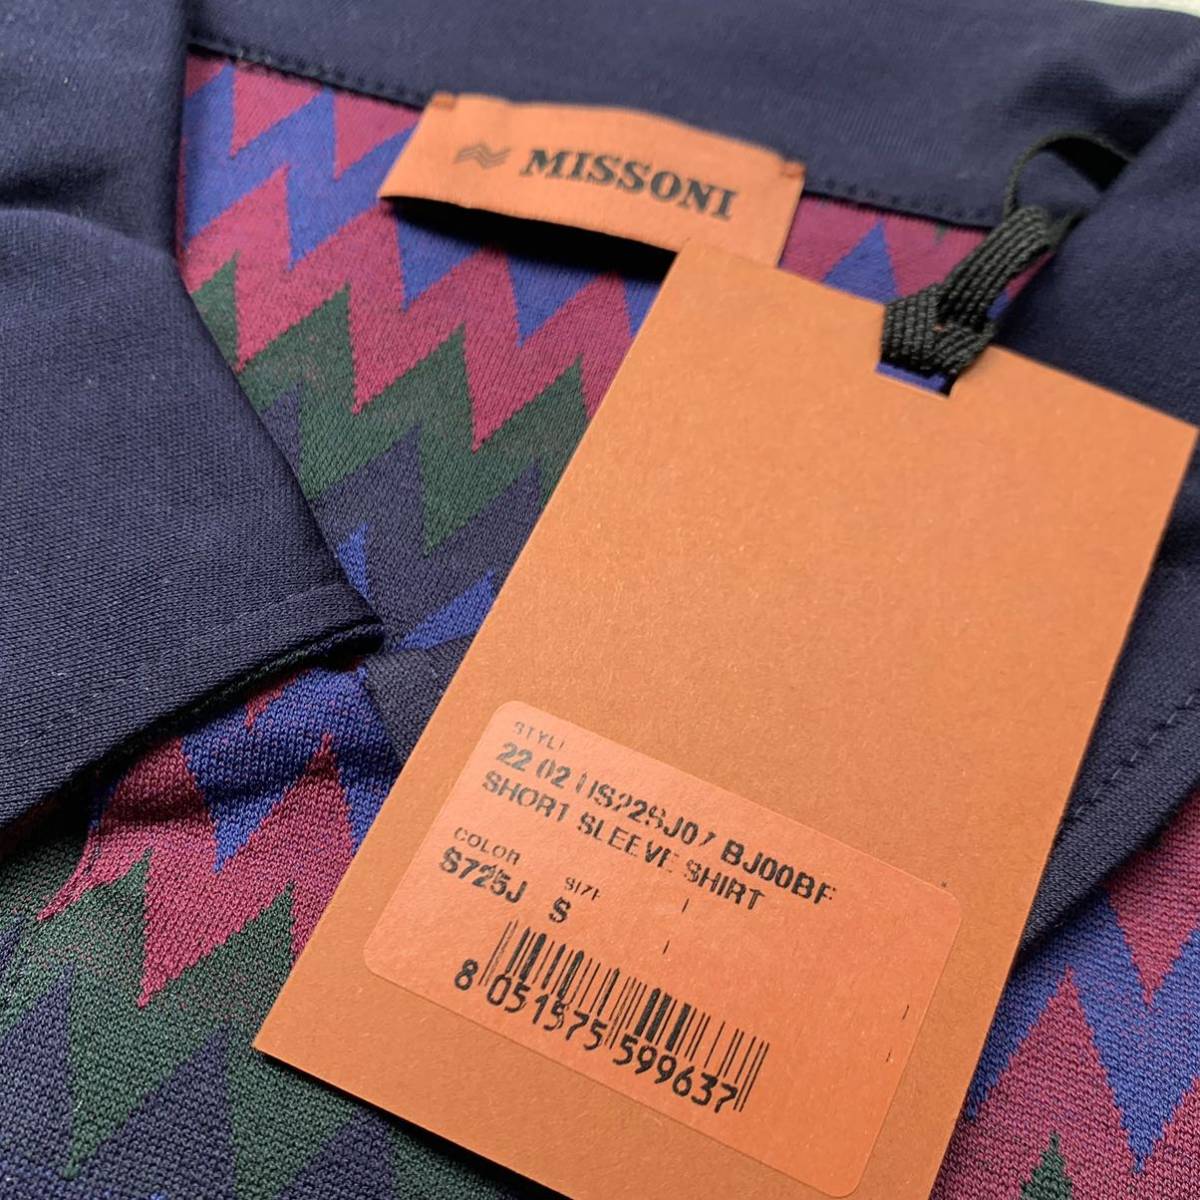 MISSONI
STYLE
22 02 US22SJ07 BJ00BF
SHORT SLEEVE SHIRT
COLOR SIZE
S725J S
8 051575 599637